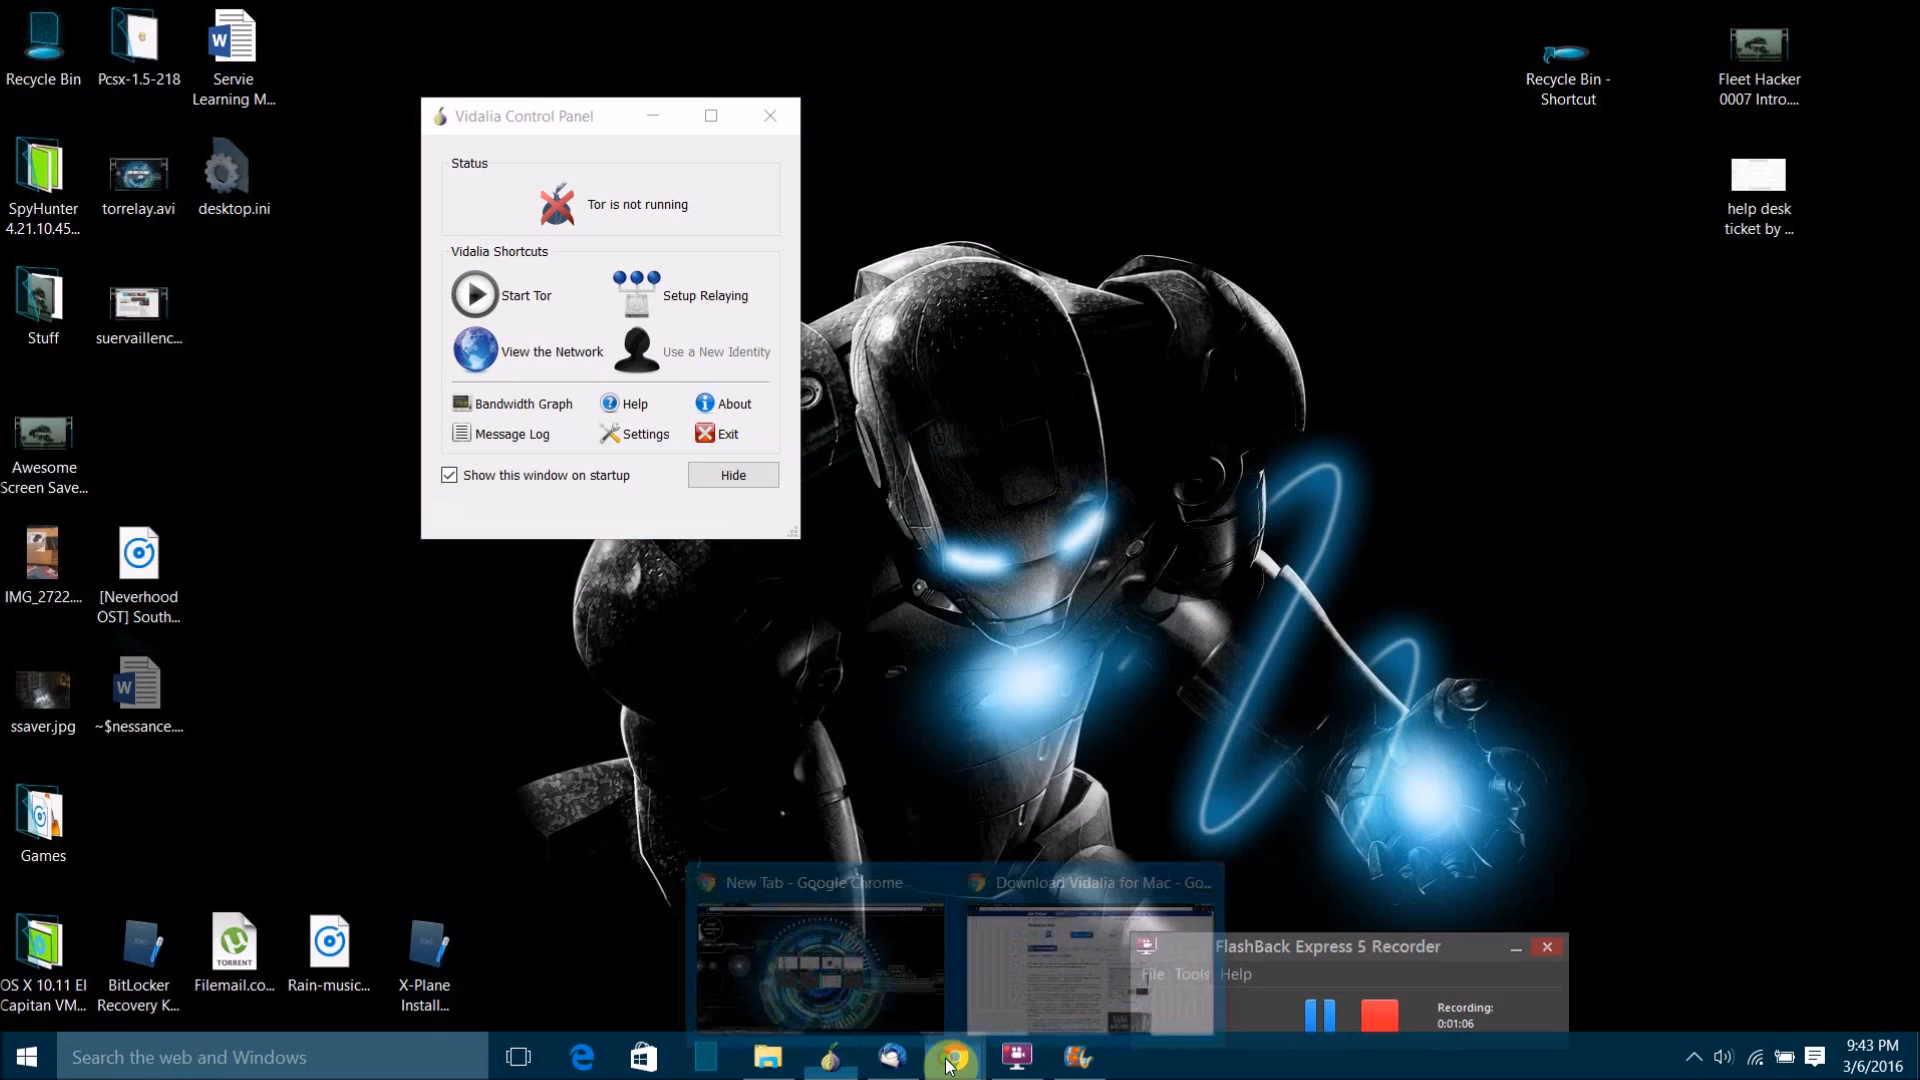 Recycle Bin
Pcsx-1.5-218
Servie
Learning M...
SpyHunter
4.21.10.45...
torrelay.avi
desktop.ini
Stuff
suervaillenc...
Awesome
Screen Save...
IMG_2722....
[Neverhood
OST] South...
ssaver.jpg
~$nessance....
Games
OS X 10.11 El
Capitan VM...
BitLocker
Recovery K...
TORRENT
Filemail.co...
Rain-music...
X-Plane
Install...
Recycle Bin -
Shortcut
Fleet Hacker
0007 Intro....
help desk
ticket by ...
Vidalia Control Panel
Status
Tor is not running
Vidalia Shortcuts
Start Tor
Setup Relaying
View the Network
Use a New Identity
Bandwidth Graph
Help
About
Message Log
Settings
Exit
Show this window on startup
Hide
New Tab - Google Chrome
Download Vidalia for Mac - Go...
FlashBack Express 5 Recorder
File Tools Help
Recording:
0:01:06
Search the web and Windows
9:43 PM
3/6/2016